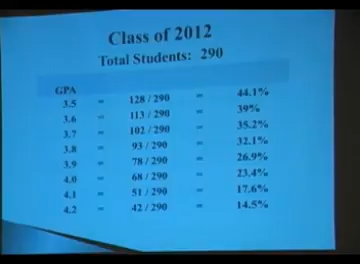 Class of 2012
Total Students: 290
GPA
3.5 = 128 / 290 = 44.1%
3.6 = 113 / 290 = 39%
3.7 = 102 / 290 = 35.2%
3.8 = 93 / 290 = 32.1%
3.9 = 78 / 290 = 26.9%
4.0 = 68 / 290 = 23.4%
4.1 = 51 / 290 = 17.6%
4.2 = 42 / 290 = 14.5%